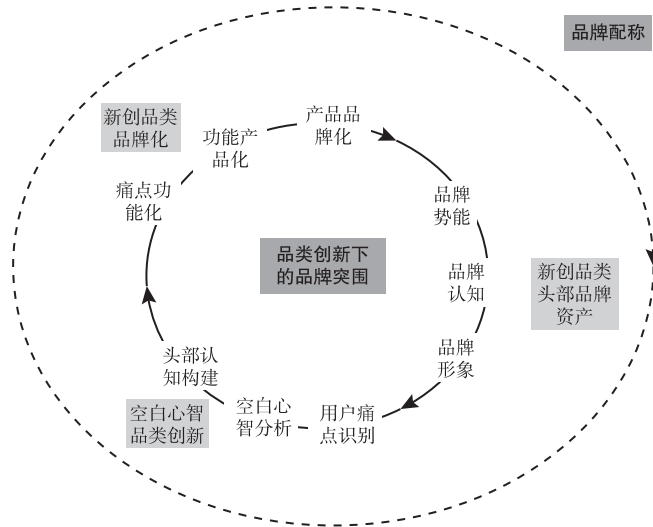 品牌配称
新创品类
品牌化
产品品
牌化
功能产
品化
痛点功
能化
品牌
势能
品类创新下
的品牌突围
品牌
认知
新创品类
头部品牌
资产
品牌
形象
头部认
知构建
空白心智
品类创新
空白心
智分析
用户痛
点识别